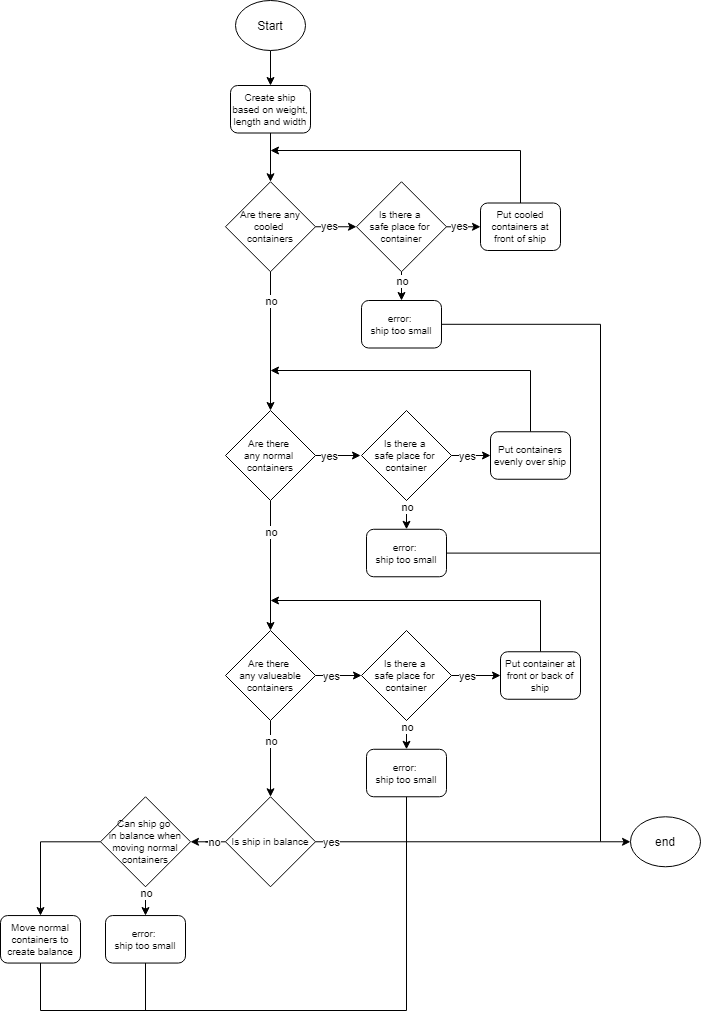 Start
Create ship
based on weight,
length and width
Are there any
cooled
containers
yes
Is there a
safe place for
container
yes
Put cooled
containers at
front of ship
no
no
error:
ship too small
Are there
any normal
containers
yes
Is there a
safe place for
container
yes
Put containers
evenly over ship
no
no
error:
ship too small
Are there
any valueable
containers
yes
Is there a
safe place for
container
yes
Put container at
front or back of
ship
no
no
error:
ship too small
Can ship go
in balance when
moving normal
containers
no
Is ship in balance
yes
end
no
Move normal
containers to
create balance
error:
ship too small